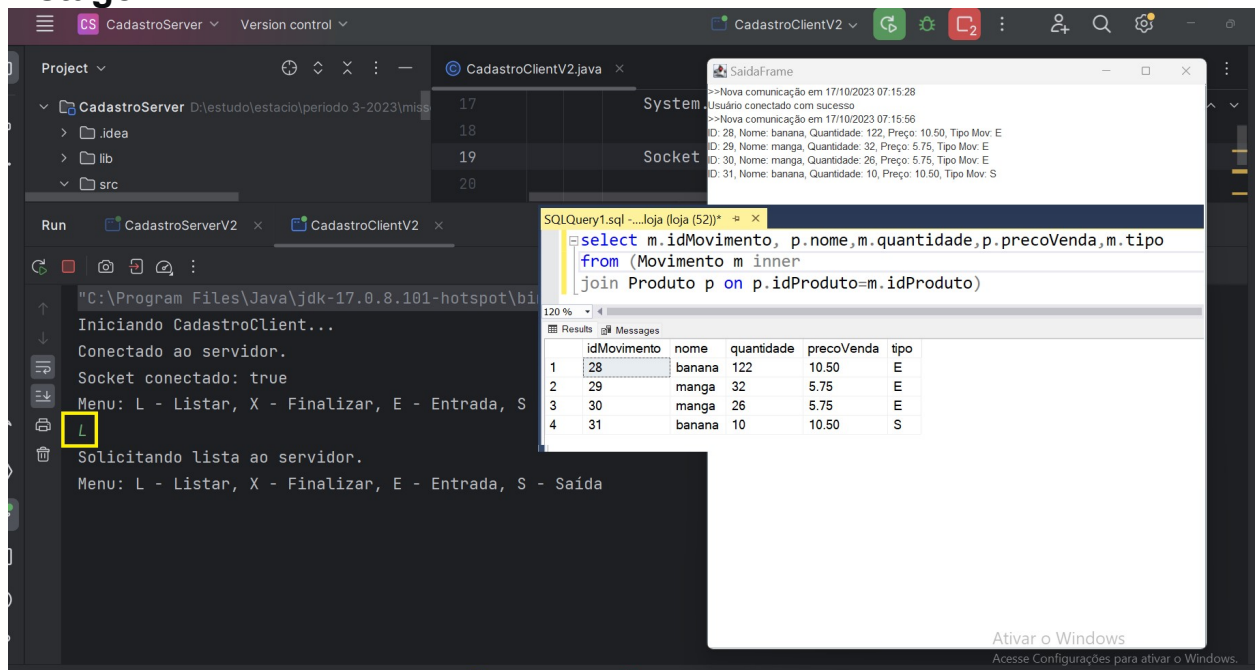 CS CadastroServer Version control CadastroClientV2
Project
CadastroServer D:\estudo\estacio\periodo 3-2023\miss
.idea
lib
src
CadastroClientV2.java
17 System.
18
19 Socket
20
SaidaFrame
>>Nova comunicação em 17/10/2023 07:15:28
Usuário conectado com sucesso
>>Nova comunicação em 17/10/2023 07:15:56
ID: 28, Nome: banana, Quantidade: 122, Preço: 10.50, Tipo Mov: E
ID: 29, Nome: manga, Quantidade: 32, Preço: 5.75, Tipo Mov: E
ID: 30, Nome: manga, Quantidade: 26, Preço: 5.75, Tipo Mov: E
ID: 31, Nome: banana, Quantidade: 10, Preço: 10.50, Tipo Mov: S
Run CadastroServerV2 CadastroClientV2
"C:\Program Files\Java\jdk-17.0.8.101-hotspot\bi
Iniciando CadastroClient...
Conectado ao servidor.
Socket conectado: true
Menu: L - Listar, X - Finalizar, E - Entrada, S
L
Solicitando lista ao servidor.
Menu: L - Listar, X - Finalizar, E - Entrada, S - Saída
SQLQuery1.sql -....loja (loja (52))*
select m.idMovimento, p.nome,m.quantidade,p.precoVenda,m.tipo
from (Movimento m inner
join Produto p on p.idProduto=m.idProduto)
120 %
Results Messages
idMovimento nome quantidade precoVenda tipo
1 28 banana 122 10.50 E
2 29 manga 32 5.75 E
3 30 manga 26 5.75 E
4 31 banana 10 10.50 S
Ativar o Windows
Acesse Configurações para ativar o Windows.